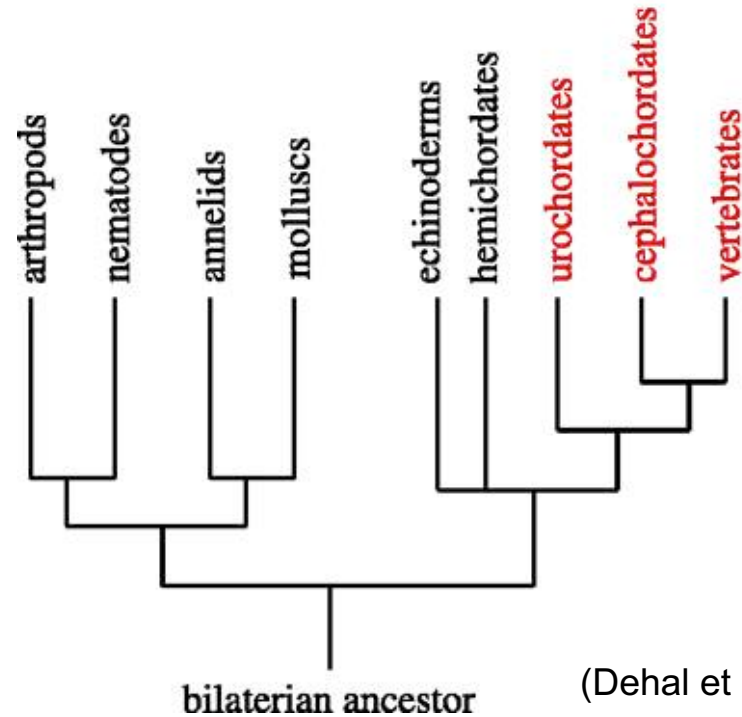 arthropods
nematodes
annelids
molluscs
echinoderms
hemichordates
urochordates
cephalochordates
vertebrates
bilaterian ancestor
(Dehal et